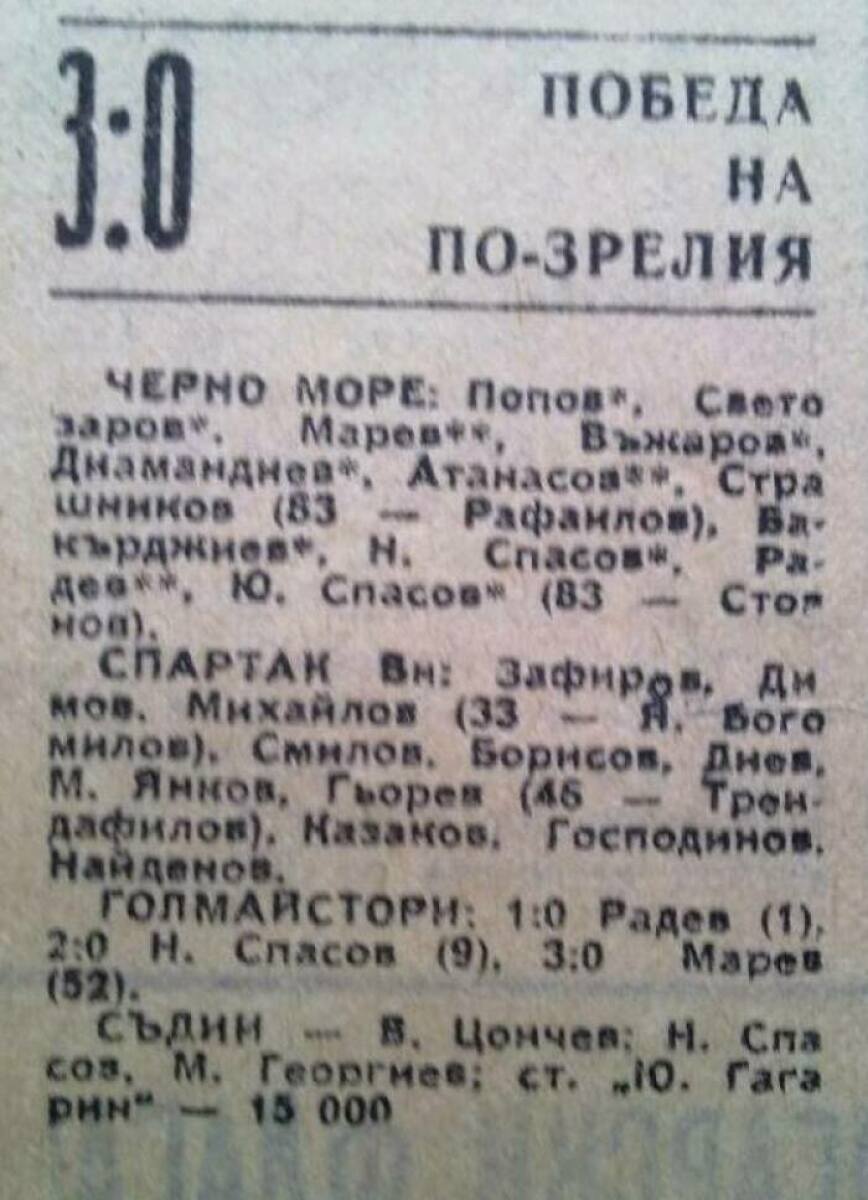 3:0
ПОБЕДА
НА
ПО-ЗРЕЛИЯ
ЧЕРНО МОРЕ: Попов*, Свето
заров*, Марев**, Въжаров*,
Диамандиев*, Атанасов**, Стра
шников (83 — Рафаилов), Ба-
кърджиев*, Н. Спасов*, Ра-
дев**, Ю. Спасов* (83 — Стоя
нов).
СПАРТАК Вн: Зафиров, Ди
мов, Михайлов (33 — Я. Бого
милов), Смилов, Борисов, Днев,
М. Янков, Гьорев (46 — Трен-
дафилов), Казаков, Господинов,
Найденов.
ГОЛМАЙСТОРИ: 1:0 Радев (1),
2:0 Н. Спасов (9), 3:0 Марев
(52).
СЪДИИ — В. Цончев; Н. Спа
сов, М. Георгиев; ст. „Ю. Гага
рин“ — 15 000